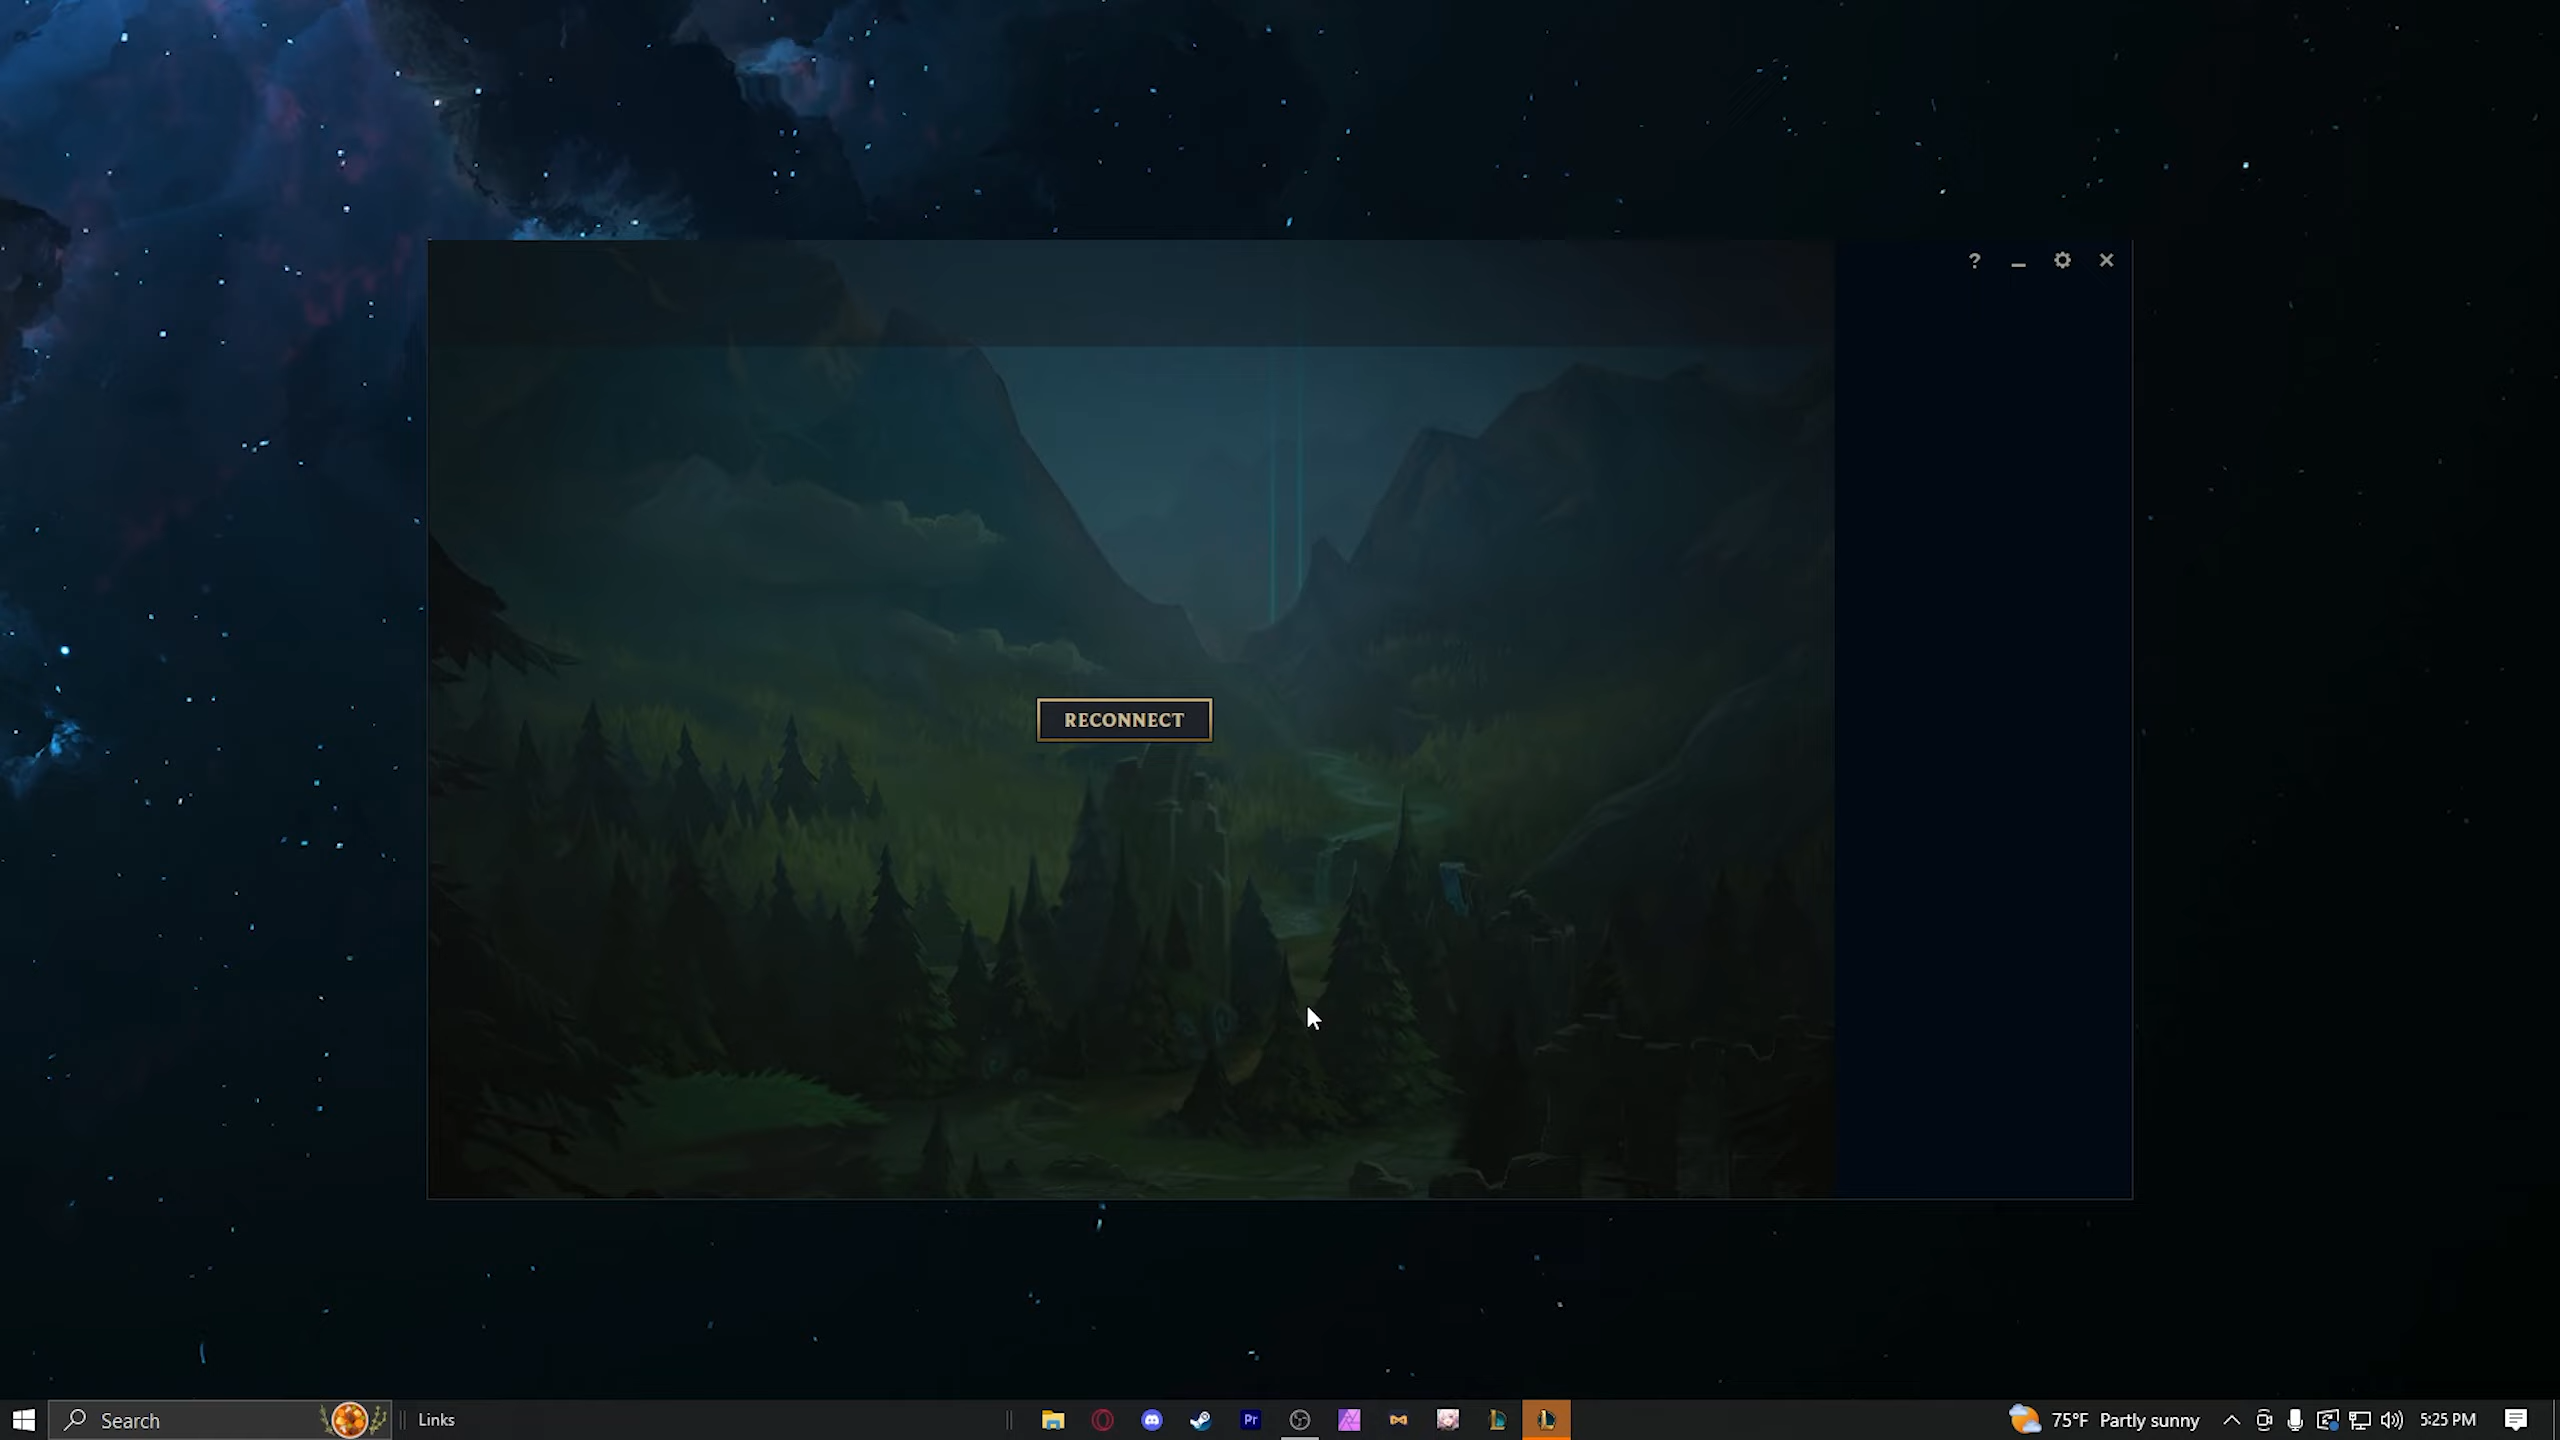 ?
RECONNECT
Search
Links
Pr
75°F Partly sunny
5:25 PM